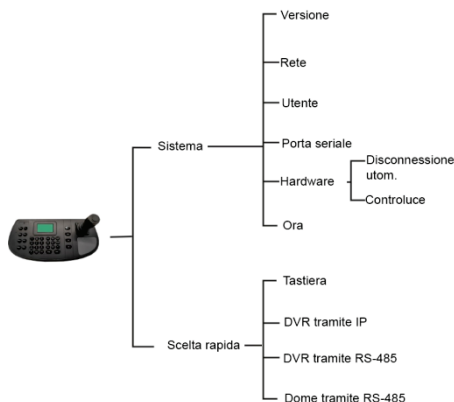 Versione
Rete
Utente
Sistema
Porta seriale
Hardware
Disconnessione
utom.
Controluce
Ora
Scelta rapida
Tastiera
DVR tramite IP
DVR tramite RS-485
Dome tramite RS-485